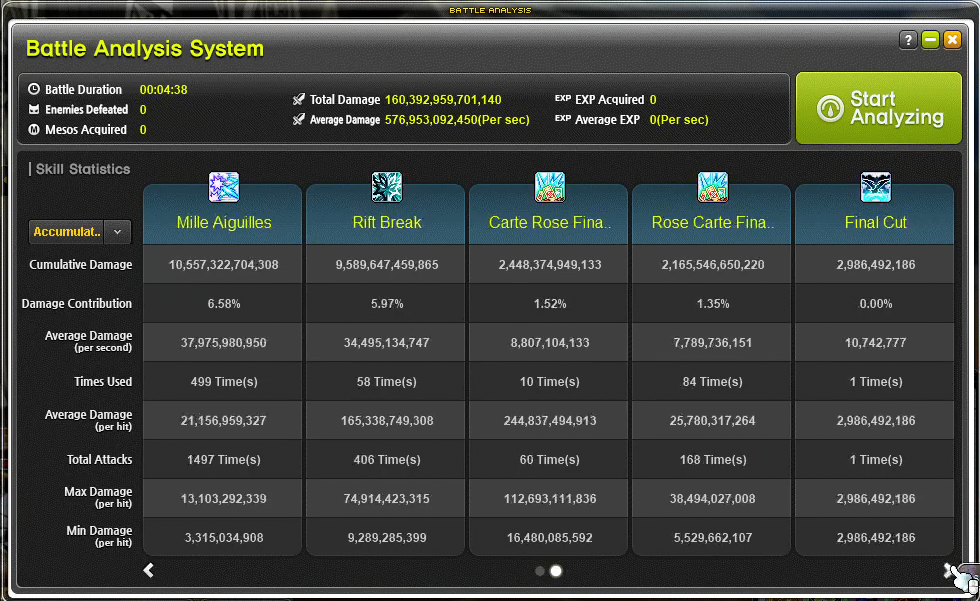 BATTLE ANALYSIS
Battle Analysis System
?
Battle Duration 00:04:38
Enemies Defeated 0
Mesos Acquired 0
Total Damage 160,392,959,701,140
Average Damage 576,953,092,450(Per sec)
EXP EXP Acquired 0
EXP Average EXP 0(Per sec)
Start
Analyzing
Skill Statistics
Mille Aiguilles Rift Break Carte Rose Fina.. Rose Carte Fina.. Final Cut
Accumulat..
Cumulative Damage 10,557,322,704,308 9,589,647,459,865 2,448,374,949,133 2,165,546,650,220 2,986,492,186
Damage Contribution 6.58% 5.97% 1.52% 1.35% 0.00%
Average Damage
(per second) 37,975,980,950 34,495,134,747 8,807,104,133 7,789,736,151 10,742,777
Times Used 499 Time(s) 58 Time(s) 10 Time(s) 84 Time(s) 1 Time(s)
Average Damage
(per hit) 21,156,959,327 165,338,749,308 244,837,494,913 25,780,317,264 2,986,492,186
Total Attacks 1497 Time(s) 406 Time(s) 60 Time(s) 168 Time(s) 1 Time(s)
Max Damage
(per hit) 13,103,292,339 74,914,423,315 112,693,111,836 38,494,027,008 2,986,492,186
Min Damage
(per hit) 3,315,034,908 9,289,285,399 16,480,085,592 5,529,662,107 2,986,492,186